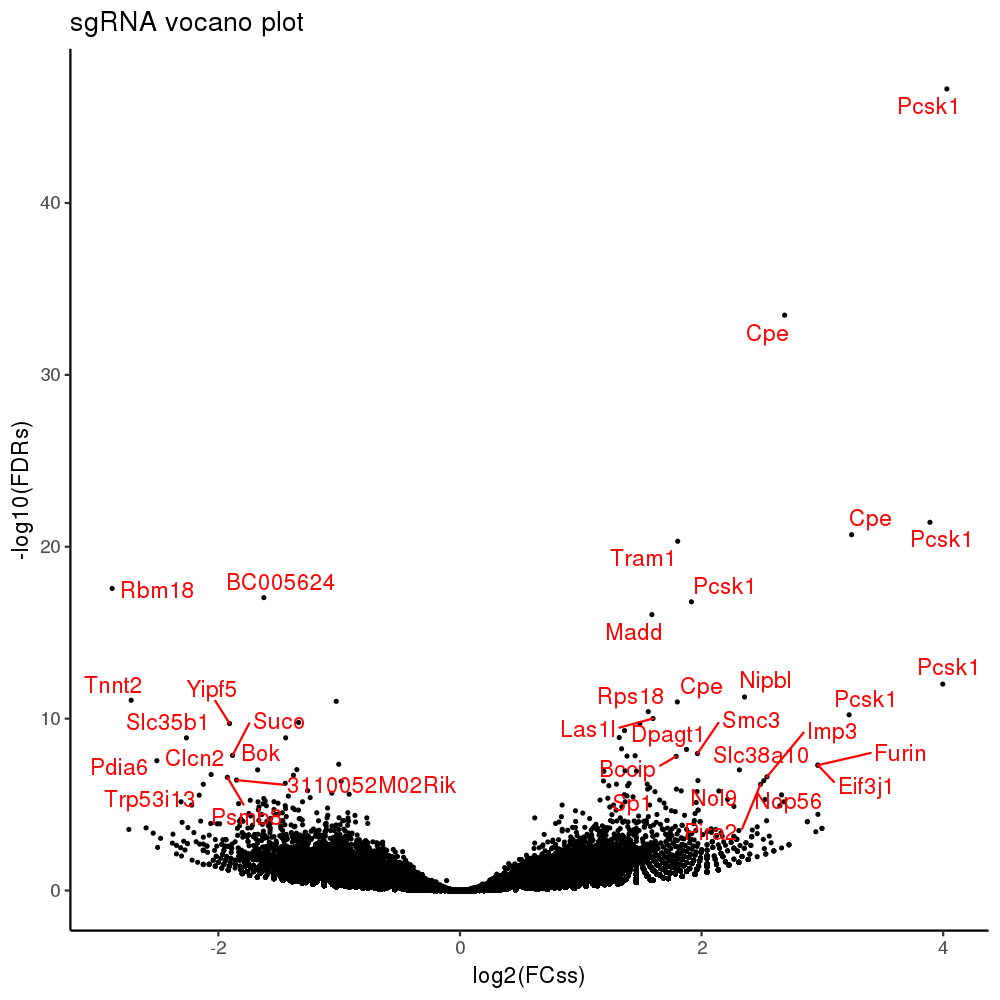 sgRNA vocano plot
Pcsk1
40
Cpe
30
-log10(FDRs)
Cpe
Pcsk1
20
Tram1
Rbm18
BC005624
Pcsk1
Madd
Pcsk1
Tnnt2
Yipf5
Rps18
Cpe
Nipbl
Pcsk1
10
Slc35b1
Suco
Las1l
Dpagt1
Smc3
Imp3
Clcn2
Bok
Slc38a10
Furin
Pdia6
Bccip
3110052M02Rik
Eif3j1
Trp53i13
Sp1
Nol9
Nop56
Psmb8
Pira2
0
-2
0
2
4
log2(FCss)